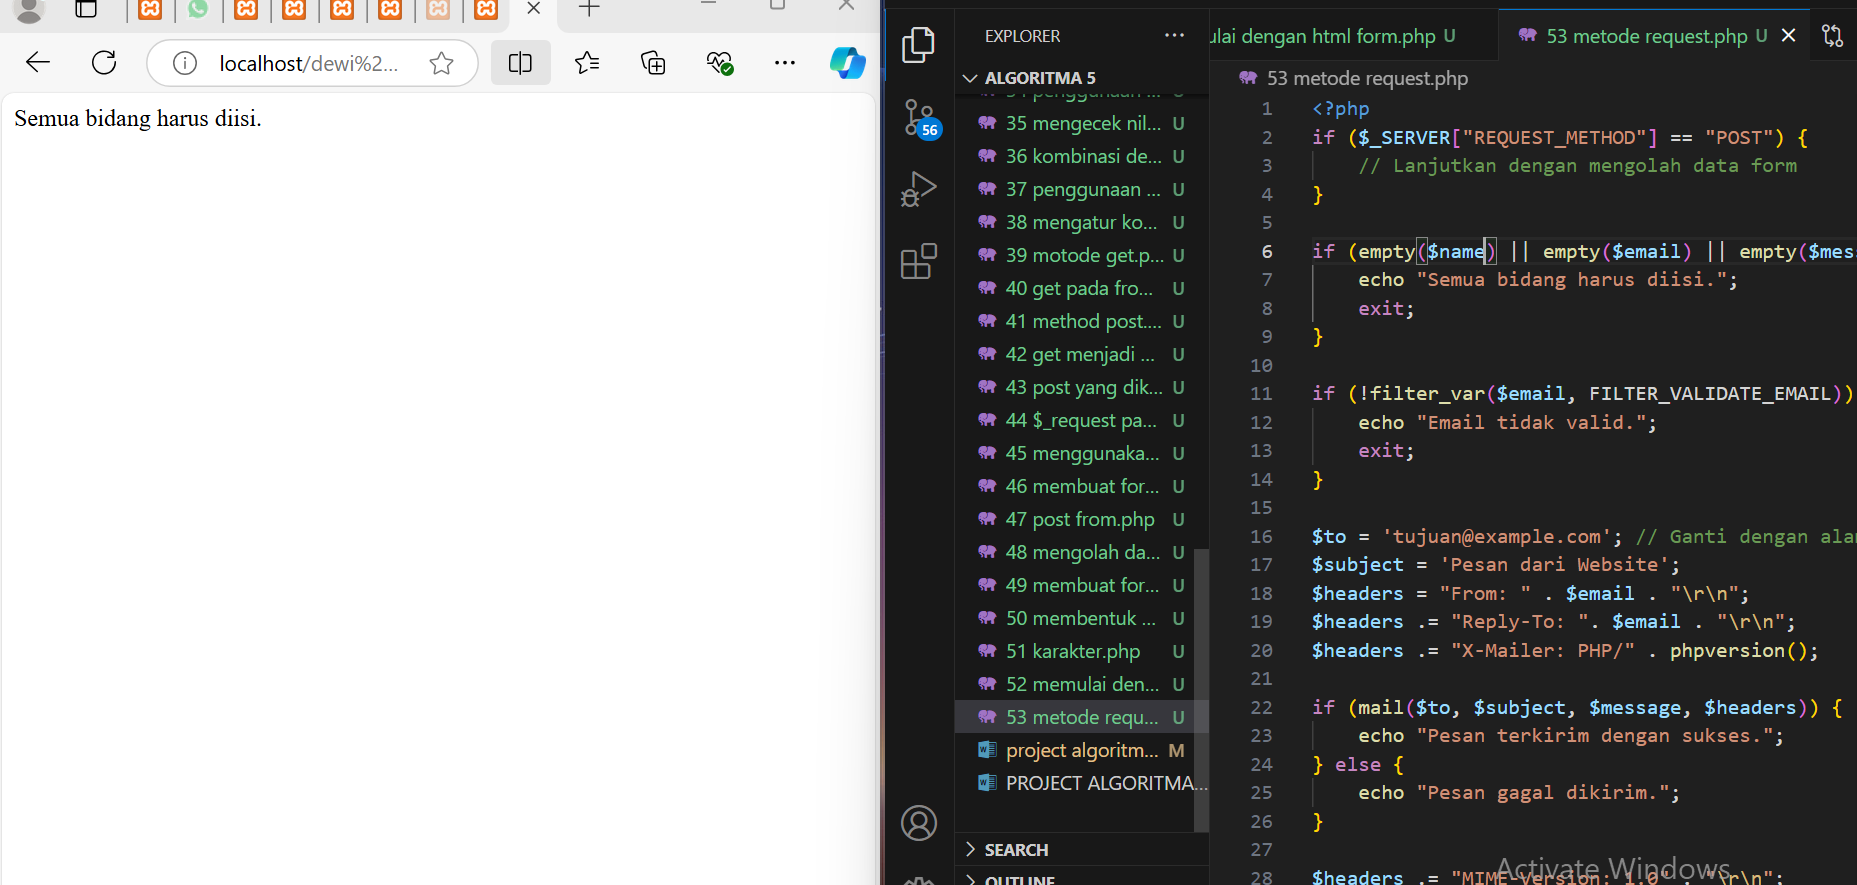 localhost/dewi%2...
Semua bidang harus diisi.
56
EXPLORER
ALGORITMA 5
35 mengecek nil... U
36 kombinasi de... U
37 penggunaan ... U
38 mengatur ko... U
39 motode get.p... U
40 get pada fro... U
41 method post.... U
42 get menjadi ... U
43 post yang dik... U
44 $_request pa... U
45 menggunaka... U
46 membuat for... U
47 post from.php U
48 mengolah da... U
49 membuat for... U
50 membentuk ... U
51 karakter.php U
52 memulai den... U
53 metode requ... U
project algoritm... M
PROJECT ALGORITMA...
SEARCH
OUTLINE
ulai dengan html form.php U
53 metode request.php U
53 metode request.php
1 <?php
2 if ($_SERVER["REQUEST_METHOD"] == "POST") {
3 // Lanjutkan dengan mengolah data form
4 }
5
6 if (empty($name) || empty($email) || empty($mes
7 echo "Semua bidang harus diisi.";
8 exit;
9 }
10
11 if (!filter_var($email, FILTER_VALIDATE_EMAIL))
12 echo "Email tidak valid.";
13 exit;
14 }
15
16 $to = 'tujuan@example.com'; // Ganti dengan ala
17 $subject = 'Pesan dari Website';
18 $headers = "From: " . $email . "\r\n";
19 $headers .= "Reply-To: ". $email . "\r\n";
20 $headers .= "X-Mailer: PHP/" . phpversion();
21
22 if (mail($to, $subject, $message, $headers)) {
23 echo "Pesan terkirim dengan sukses.";
24 } else {
25 echo "Pesan gagal dikirim.";
26 }
27
28 $headers .= "MIME-Version: 1.0" . "\r\n";
Activate Windows